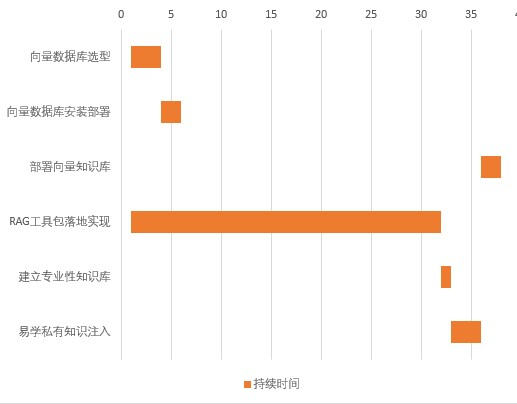 0 5 10 15 20 25 30 35
向量数据库选型
向量数据库安装部署
部署向量知识库
RAG工具包落地实现
建立专业性知识库
易学私有知识注入
持续时间